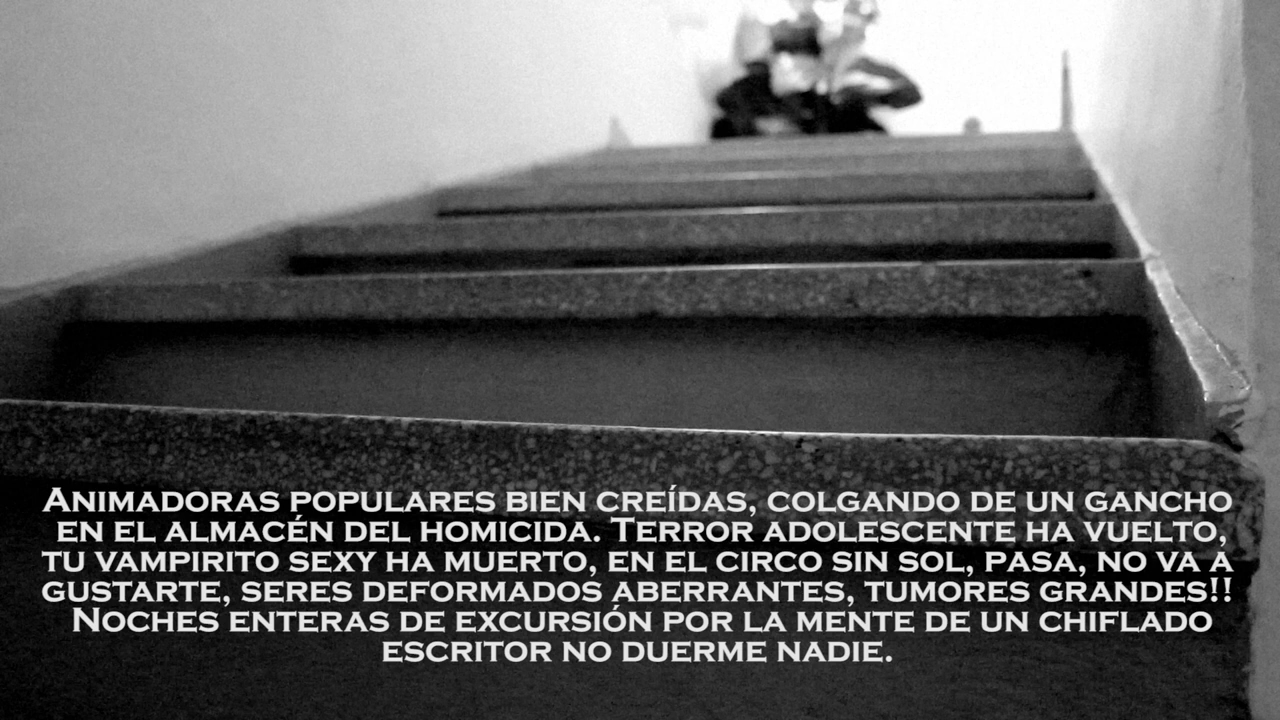 Animadoras populares bien creídas, colgando de un gancho
en el almacén del homicida. Terror adolescente ha vuelto,
tu vampirito sexy ha muerto, en el circo sin sol, pasa, no va a
gustarte, seres deformados aberrantes, tumores grandes!!
Noches enteras de excursión por la mente de un chiflado
escritor no duerme nadie.